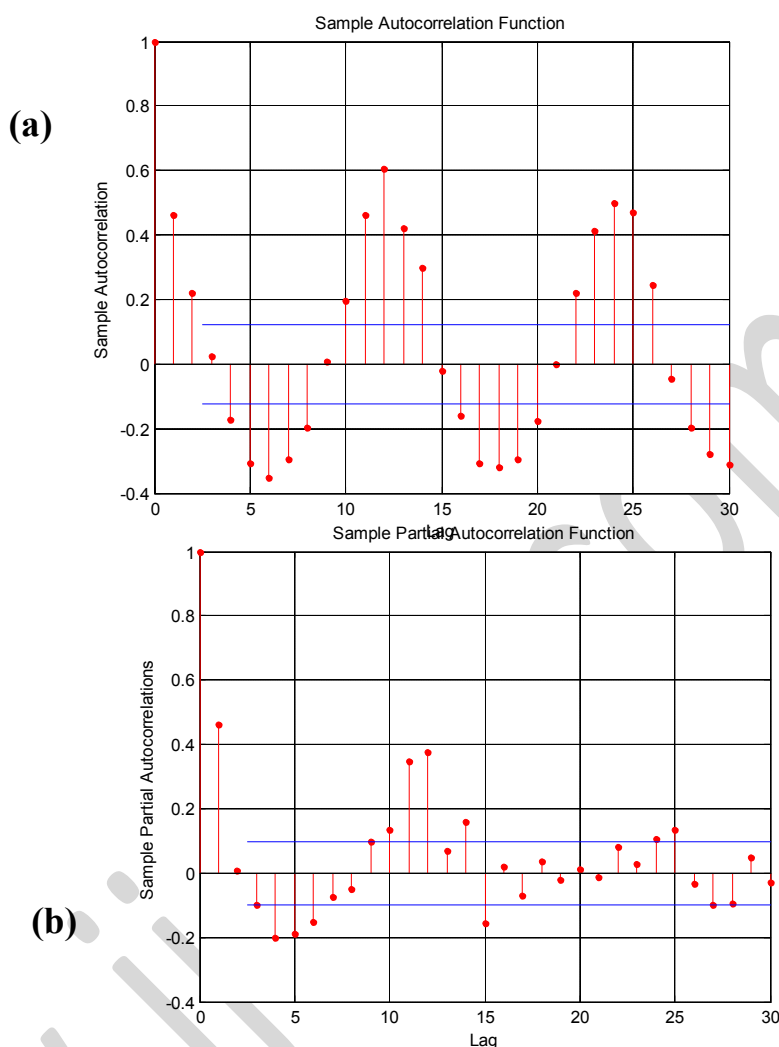 Sample Autocorrelation Function
(a)
Sample Autocorrelation
1
0.8
0.6
0.4
0.2
0
-0.2
-0.4
0 5 10 15 20 25 30
Lag
Sample Partial Autocorrelation Function
(b)
Sample Partial Autocorrelations
1
0.8
0.6
0.4
0.2
0
-0.2
-0.4
0 5 10 15 20 25 30
Lag